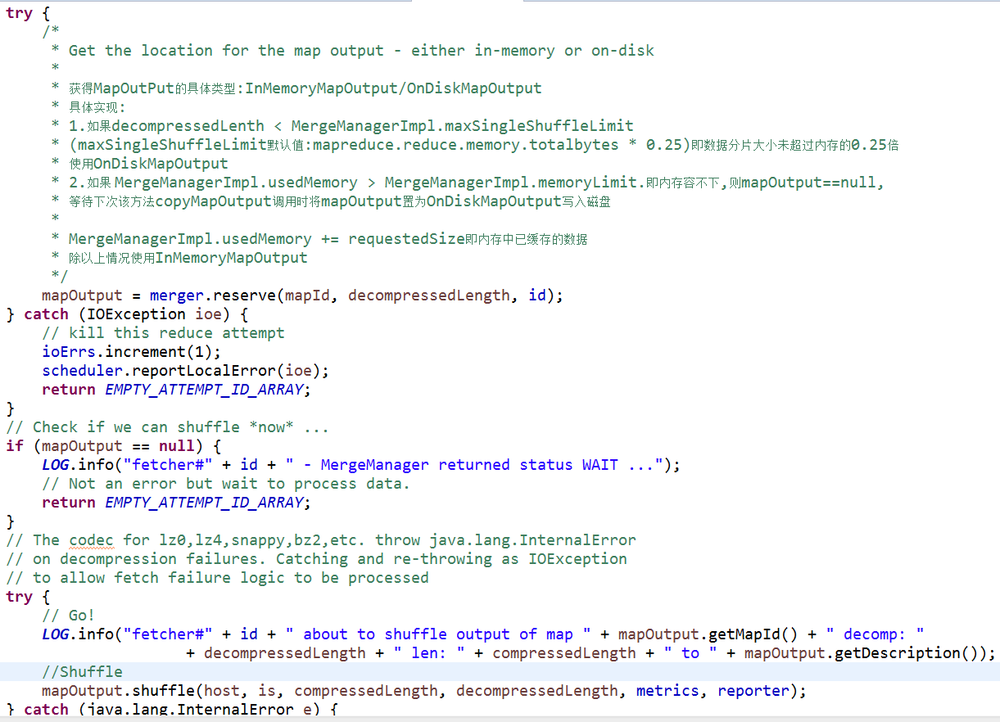 try {
/*
* Get the location for the map output - either in-memory or on-disk
*
* 获得MapOutPut的具体类型:InMemoryMapOutput/OnDiskMapOutput
* 具体实现:
* 1.如果decompressedLenth < MergeManagerImpl.maxSingleShuffleLimit
* (maxSingleShuffleLimit默认值:mapreduce.reduce.memory.totalbytes * 0.25)即数据分片大小未超过内存的0.25倍
* 使用OnDiskMapOutput
* 2.如果 MergeManagerImpl.usedMemory > MergeManagerImpl.memoryLimit.即内存容不下,则mapOutput==null,
* 等待下次该方法copyMapOutput调用时将mapOutput置为OnDiskMapOutput写入磁盘
*
* MergeManagerImpl.usedMemory += requestedSize即内存中已缓存的数据
* 除以上情况使用InMemoryMapOutput
*/
mapOutput = merger.reserve(mapId, decompressedLength, id);
} catch (IOException ioe) {
// kill this reduce attempt
ioErrs.increment(1);
scheduler.reportLocalError(ioe);
return EMPTY_ATTEMPT_ID_ARRAY;
}
// Check if we can shuffle *now* ...
if (mapOutput == null) {
LOG.info("fetcher#" + id + " - MergeManager returned status WAIT ...");
// Not an error but wait to process data.
return EMPTY_ATTEMPT_ID_ARRAY;
}
// The codec for lz0,lz4,snappy,bz2,etc. throw java.lang.InternalError
// on decompression failures. Catching and re-throwing as IOException
// to allow fetch failure logic to be processed
try {
// Go!
LOG.info("fetcher#" + id + " about to shuffle output of map " + mapOutput.getMapId() + " decomp: "
+ decompressedLength + " len: " + compressedLength + " to " + mapOutput.getDescription());
//Shuffle
mapOutput.shuffle(host, is, compressedLength, decompressedLength, metrics, reporter);
} catch (java.lang.InternalError e) {